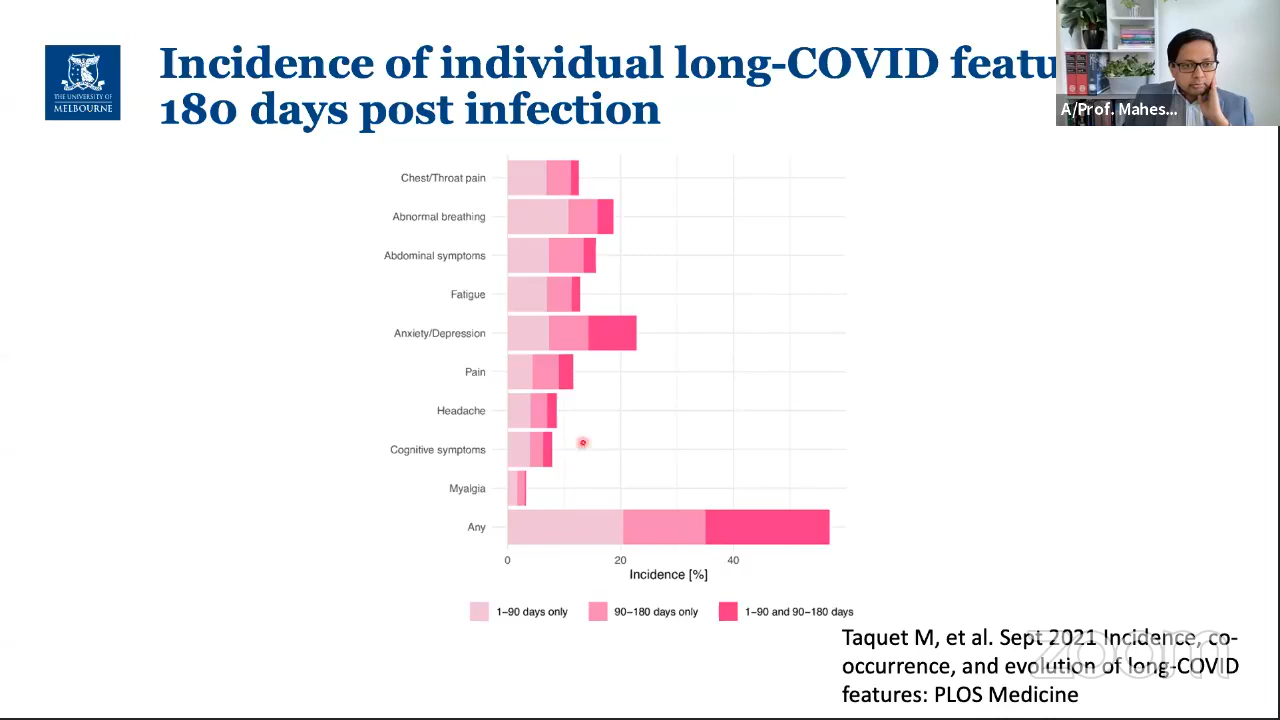 THE UNIVERSITY OF
MELBOURNE
Incidence of individual long-COVID featu
180 days post infection
A/Prof. Mahes...
Chest/Throat pain
Abnormal breathing
Abdominal symptoms
Fatigue
Anxiety/Depression
Pain
Headache
Cognitive symptoms
Myalgia
Any
0 20 40
Incidence [%]
1–90 days only 90–180 days only 1–90 and 90–180 days
Taquet M, et al. Sept 2021 Incidence, co-
occurrence, and evolution of long-COVID
features: PLOS Medicine
zoom